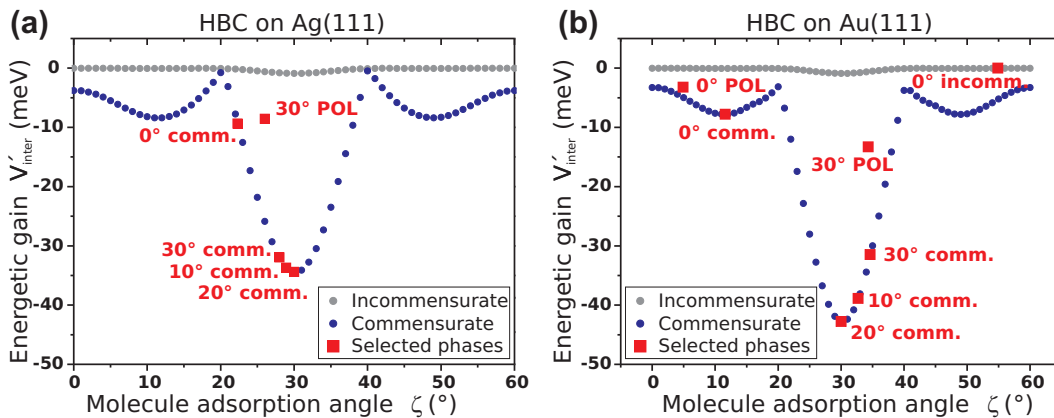 (a)
HBC on Ag(111)
0
-10
-20
-30
-40
-50
Energetic gain V′inter (meV)
30° POL
0° comm.
30° comm.
10° comm.
20° comm.
Incommensurate
Commensurate
Selected phases
0 10 20 30 40 50 60
Molecule adsorption angle ζ (°)
(b)
HBC on Au(111)
0
-10
-20
-30
-40
-50
Energetic gain V′inter (meV)
0° POL
0° incomm.
0° comm.
30° POL
30° comm.
10° comm.
20° comm.
Incommensurate
Commensurate
Selected phases
0 10 20 30 40 50 60
Molecule adsorption angle ζ (°)